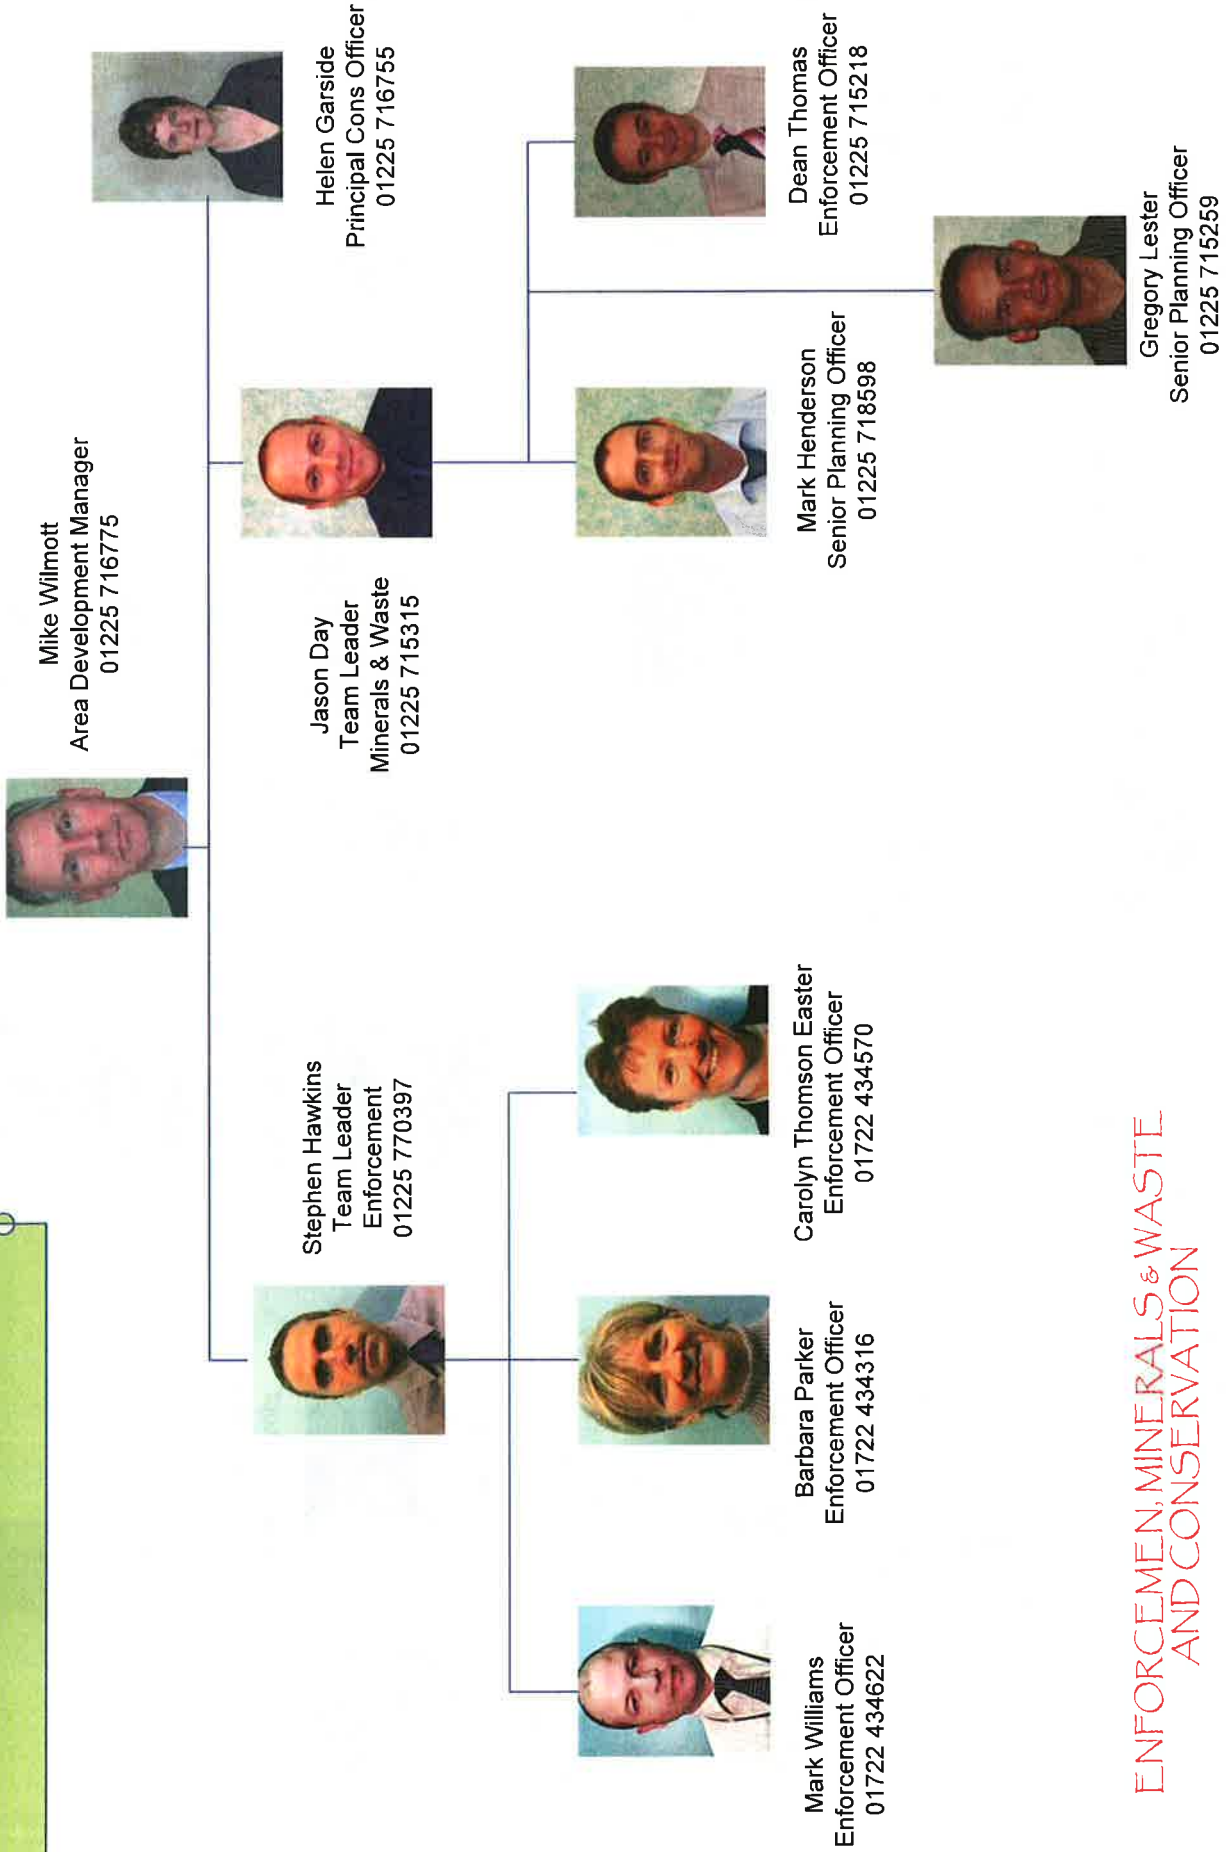 Mike Wilmott
Area Development Manager
01225 716775
Helen Garside
Principal Cons Officer
01225 716755
Stephen Hawkins
Team Leader
Enforcement
01225 770397
Jason Day
Team Leader
Minerals & Waste
01225 715315
Mark Williams
Enforcement Officer
01722 434622
Barbara Parker
Enforcement Officer
01722 434316
Carolyn Thomson Easter
Enforcement Officer
01722 434570
Mark Henderson
Senior Planning Officer
01225 718598
Dean Thomas
Enforcement Officer
01225 715218
Gregory Lester
Senior Planning Officer
01225 715259
ENFORCEMEN, MINERALS & WASTE
AND CONSERVATION